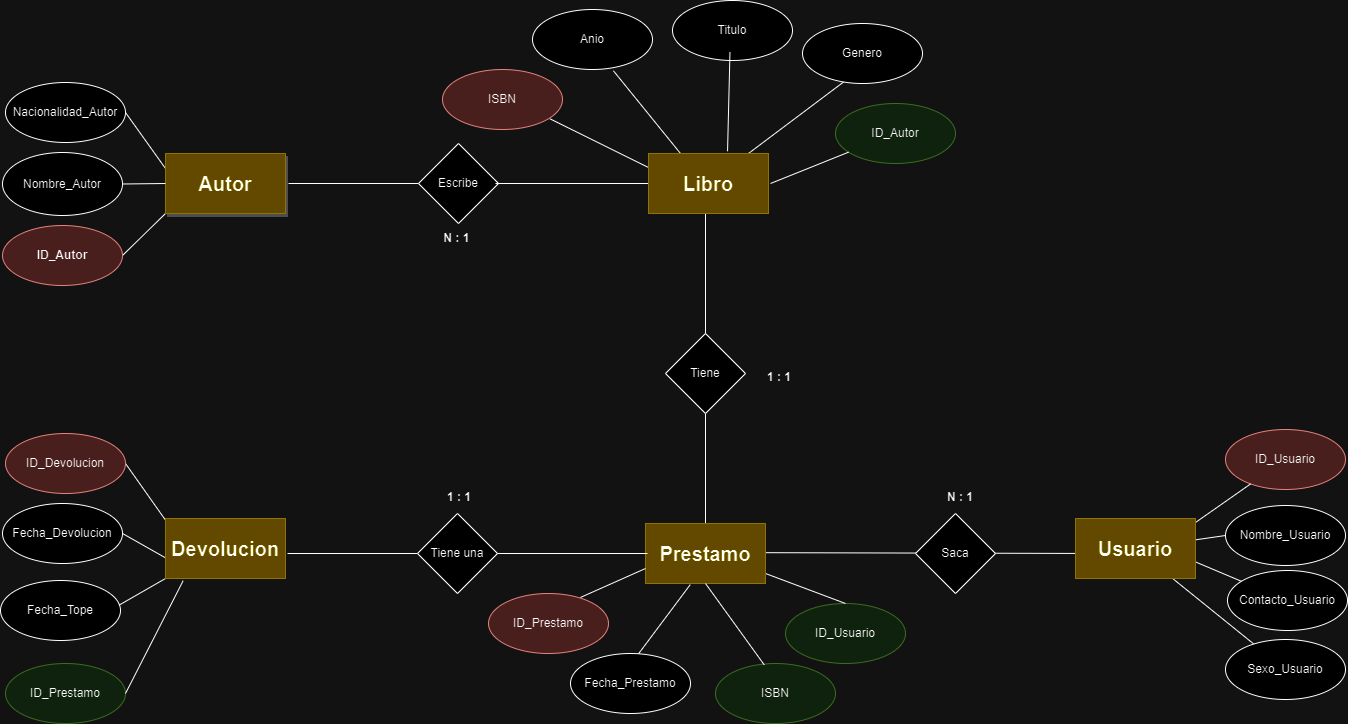 Anio
Titulo
Genero
ISBN
ID_Autor
Nacionalidad_Autor
Nombre_Autor
ID_Autor
Autor
Escribe
N : 1
Libro
Tiene
1 : 1
ID_Devolucion
Fecha_Devolucion
Fecha_Tope
ID_Prestamo
Devolucion
1 : 1
Tiene una
Prestamo
ID_Prestamo
Fecha_Prestamo
ISBN
ID_Usuario
N : 1
Saca
Usuario
ID_Usuario
Nombre_Usuario
Contacto_Usuario
Sexo_Usuario